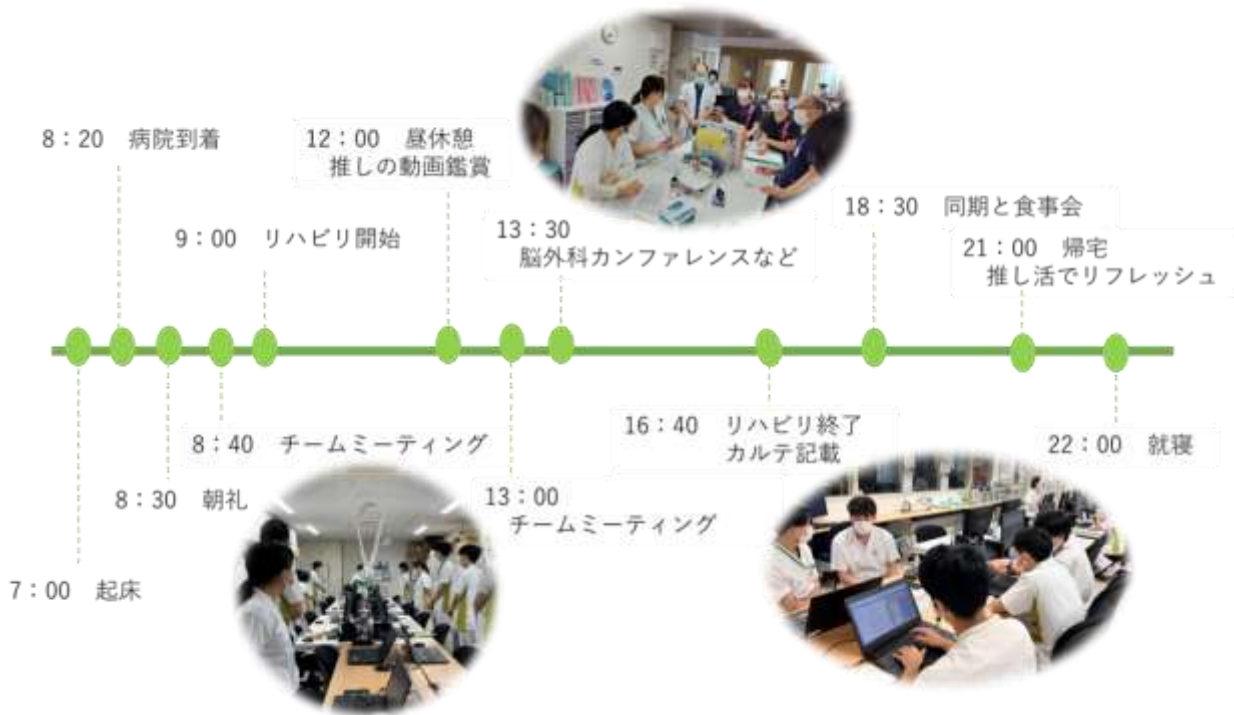 7：00　起床
8：20　病院到着
8：30　朝礼
8：40　チームミーティング
9：00　リハビリ開始
12：00　昼休憩
推しの動画鑑賞
13：00
チームミーティング
13：30
脳外科カンファレンスなど
16：40　リハビリ終了
カルテ記載
18：30　同期と食事会
21：00　帰宅
推し活でリフレッシュ
22：00　就寝